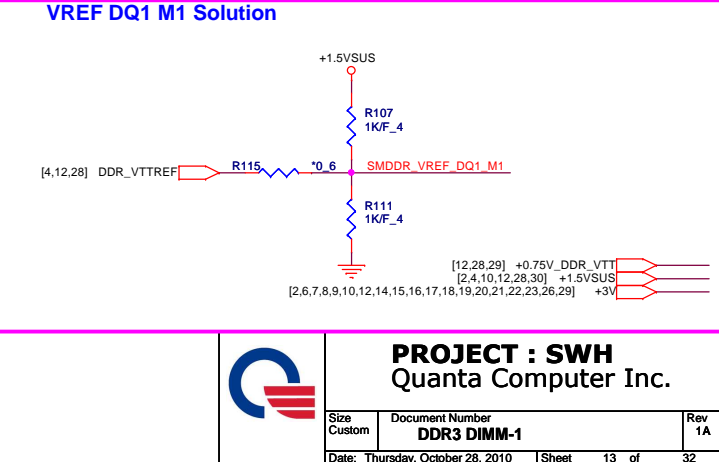 VREF DQ1 M1 Solution
+1.5VSUS
R107
1K/F_4
[4,12,28] DDR_VTTREF R115 *0_6 SMDDR_VREF_DQ1_M1
R111
1K/F_4
[12,28,29] +0.75V_DDR_VTT
[2,4,10,12,28,30] +1.5VSUS
[2,6,7,8,9,10,12,14,15,16,17,18,19,20,21,22,23,26,29] +3V
PROJECT : SWH
Quanta Computer Inc.
Size Document Number Rev
Custom DDR3 DIMM-1 1A
Date: Thursday, October 28, 2010 Sheet 13 of 32